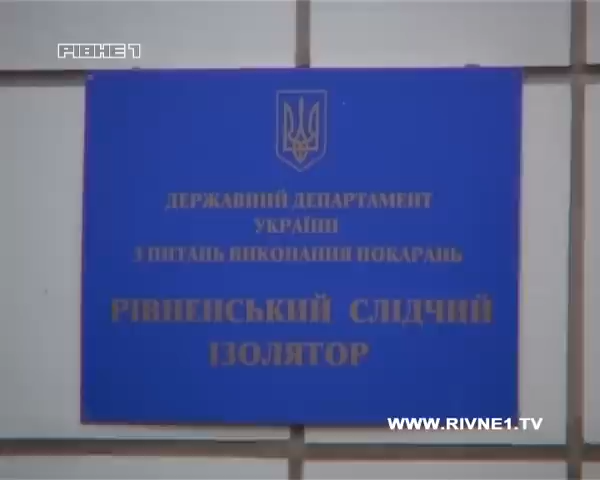 РІВНЕ 1
ДЕРЖАВНИЙ ДЕПАРТАМЕНТ
УКРАЇНИ
З ПИТАНЬ ВИКОНАННЯ ПОКАРАНЬ
РІВНЕНСЬКИЙ СЛІДЧИЙ
ІЗОЛЯТОР
WWW.RIVNE1.TV